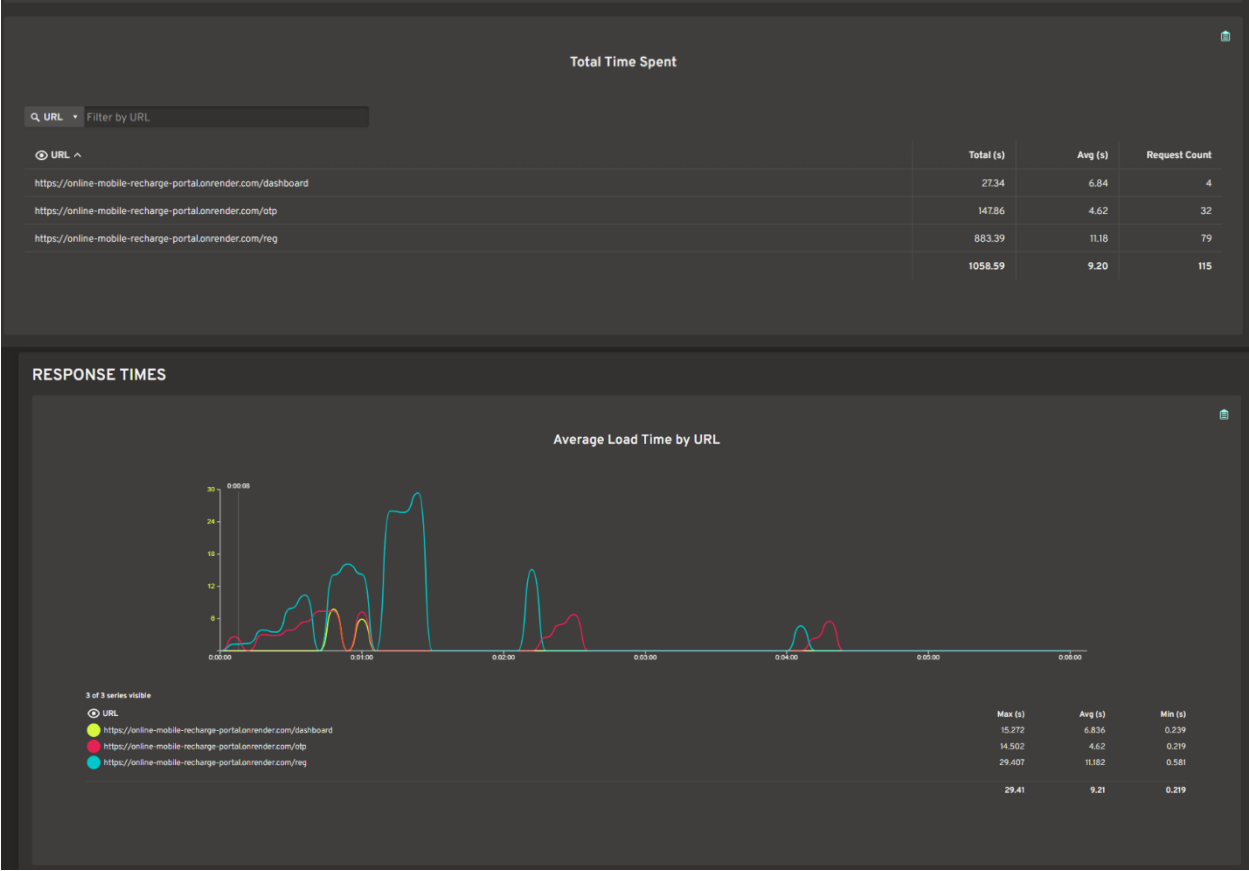 Total Time Spent
URL Filter by URL
URL Total (s) Avg (s) Request Count
https://online-mobile-recharge-portal.onrender.com/dashboard 27.34 6.84 4
https://online-mobile-recharge-portal.onrender.com/otp 147.86 4.62 32
https://online-mobile-recharge-portal.onrender.com/reg 883.39 11.18 79
1058.59 9.20 115
RESPONSE TIMES
Average Load Time by URL
30 0:00:08
24
18
12
6
0:00:00 0:01:00 0:02:00 0:03:00 0:04:00 0:05:00 0:06:00
3 of 3 series visible
URL Max (s) Avg (s) Min (s)
https://online-mobile-recharge-portal.onrender.com/dashboard 15.272 6.836 0.239
https://online-mobile-recharge-portal.onrender.com/otp 14.502 4.62 0.219
https://online-mobile-recharge-portal.onrender.com/reg 29.407 11.182 0.581
29.41 9.21 0.219